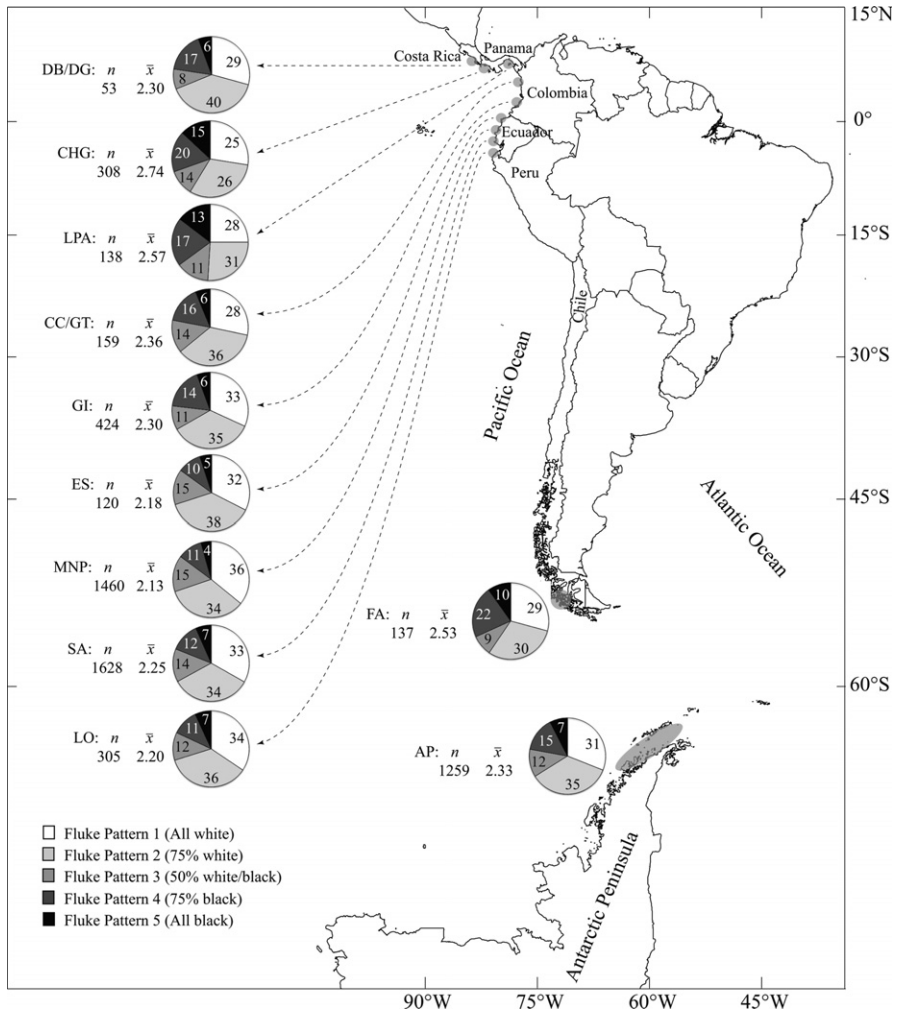 15°N
Costa Rica
Panama
DB/DG: n x̄
53 2.30
6
17
29
8
40
Colombia
0°
Ecuador
CHG: n x̄
308 2.74
15
20
25
14
26
Peru
LPA: n x̄
138 2.57
13
17
28
11
31
15°S
CC/GT: n x̄
159 2.36
6
16
28
14
36
Chile
30°S
Pacific Ocean
GI: n x̄
424 2.30
6
14
33
11
35
ES: n x̄
120 2.18
5
10
32
15
38
45°S
Atlantic Ocean
MNP: n x̄
1460 2.13
4
11
36
15
34
FA: n x̄
137 2.53
10
22
29
9
30
SA: n x̄
1628 2.25
7
12
33
14
34
60°S
LO: n x̄
305 2.20
7
11
34
12
36
AP: n x̄
1259 2.33
7
15
31
12
35
Fluke Pattern 1 (All white)
Fluke Pattern 2 (75% white)
Fluke Pattern 3 (50% white/black)
Fluke Pattern 4 (75% black)
Fluke Pattern 5 (All black)
Antarctic Peninsula
90°W 75°W 60°W 45°W